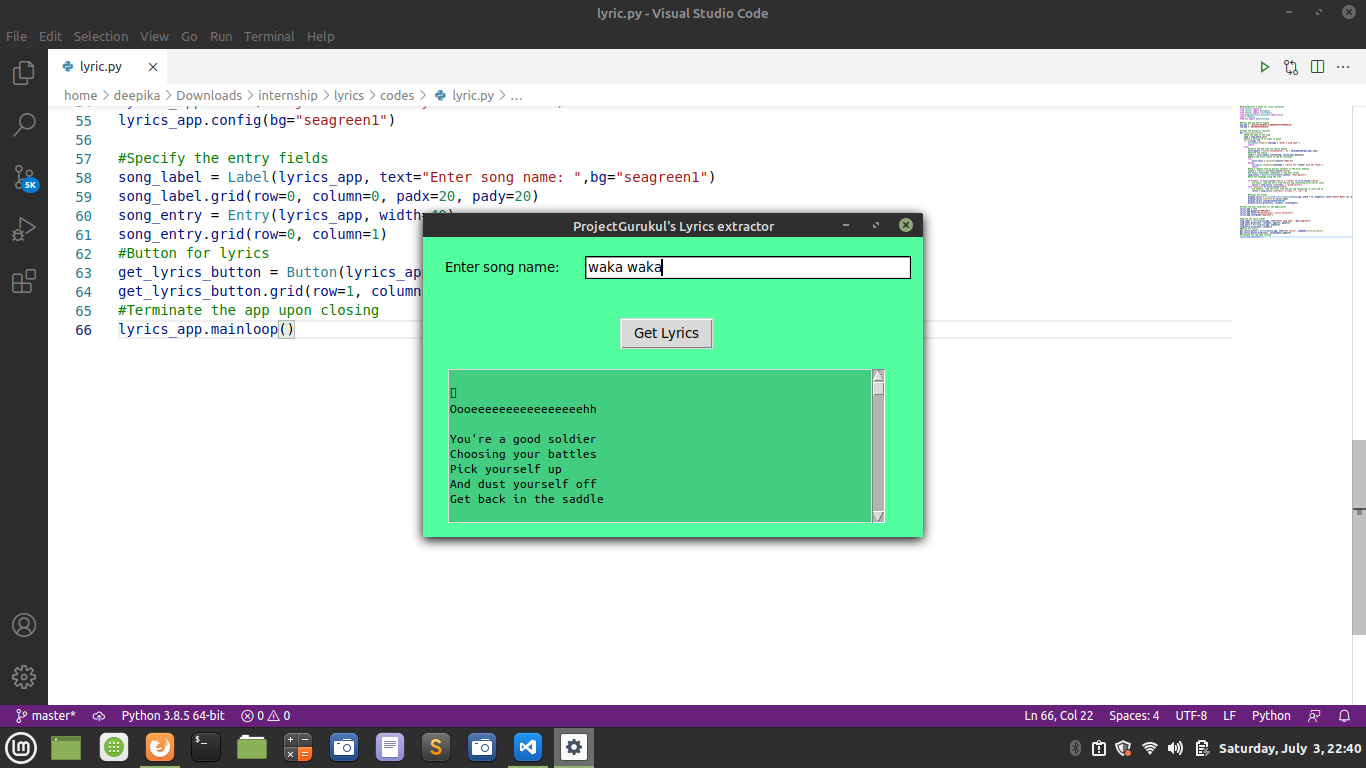 lyric.py - Visual Studio Code
File Edit Selection View Go Run Terminal Help
lyric.py
home > deepika > Downloads > internship > lyrics > codes > lyric.py > ...
55 lyrics_app.config(bg="seagreen1")
56
57 #Specify the entry fields
58 song_label = Label(lyrics_app, text="Enter song name: ",bg="seagreen1")
59 song_label.grid(row=0, column=0, padx=20, pady=20)
60 song_entry = Entry(lyrics_app, width=
61 song_entry.grid(row=0, column=1)
62 #Button for lyrics
63 get_lyrics_button = Button(lyrics_ap
64 get_lyrics_button.grid(row=1, column
65 #Terminate the app upon closing
66 lyrics_app.mainloop()
ProjectGurukul's Lyrics extractor
Enter song name: waka waka
Get Lyrics
Oooeeeeeeeeeeeeeeeehh
You're a good soldier
Choosing your battles
Pick yourself up
And dust yourself off
Get back in the saddle
5K
master* Python 3.8.5 64-bit 0 0 Ln 66, Col 22 Spaces: 4 UTF-8 LF Python
Saturday, July 3, 22:40